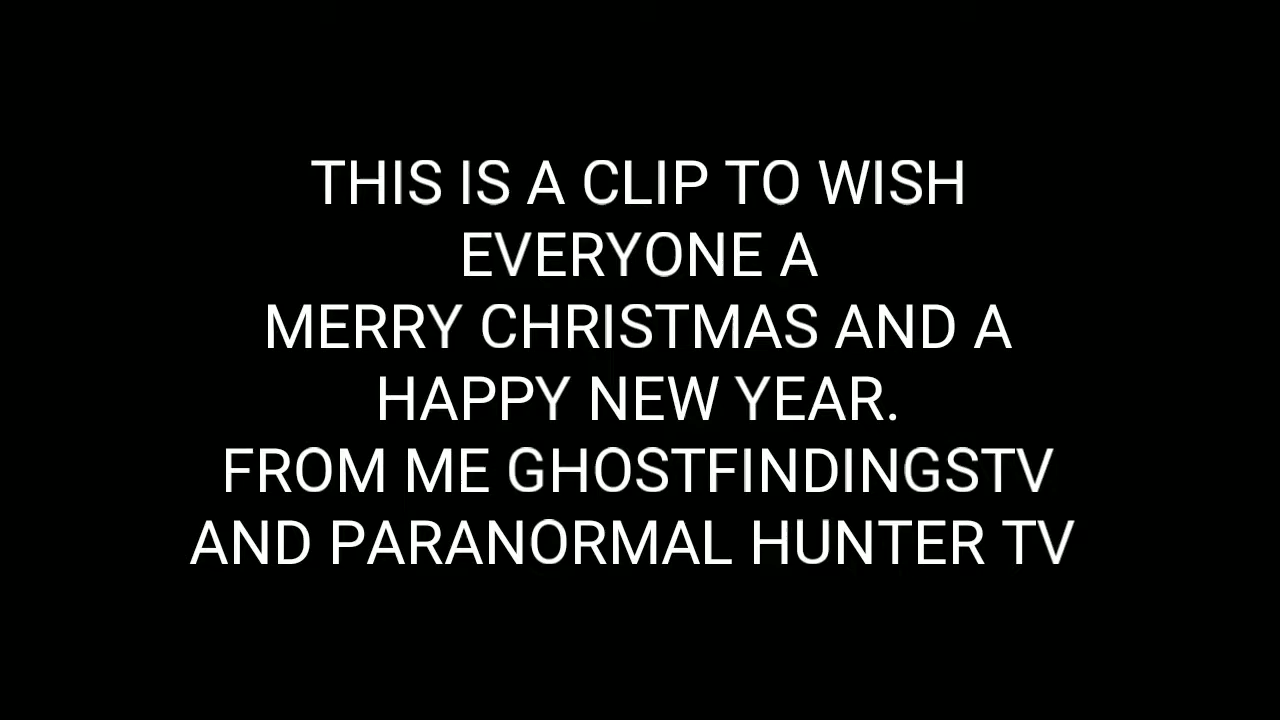 THIS IS A CLIP TO WISH
EVERYONE A
MERRY CHRISTMAS AND A
HAPPY NEW YEAR.
FROM ME GHOSTFINDINGSTV
AND PARANORMAL HUNTER TV